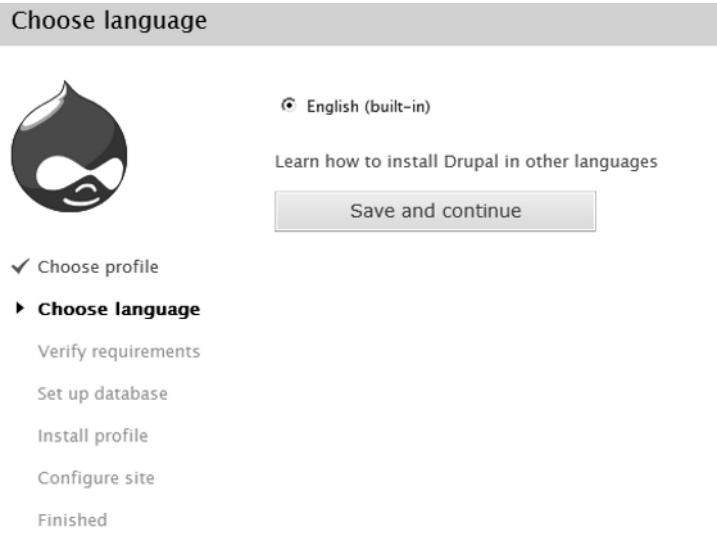 Choose language
English (built-in)
Learn how to install Drupal in other languages
Save and continue
Choose profile
Choose language
Verify requirements
Set up database
Install profile
Configure site
Finished